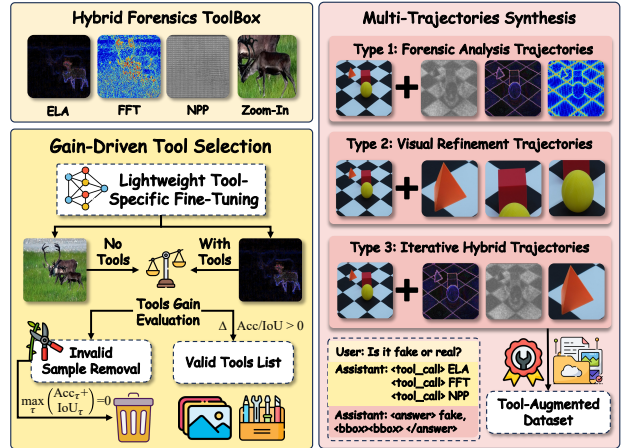 Hybrid Forensics ToolBox
ELA
FFT
NPP
Zoom-In
Gain-Driven Tool Selection
Lightweight Tool-
Specific Fine-Tuning
No
Tools
With
Tools
Tools Gain
Evaluation
Δ Acc/IoU > 0
Invalid
Sample Removal
Valid Tools List
max_τ (Acc_τ + IoU_τ) =0
Multi-Trajectories Synthesis
Type 1: Forensic Analysis Trajectories
+
Type 2: Visual Refinement Trajectories
+
Type 3: Iterative Hybrid Trajectories
+
User: Is it fake or real?
Assistant: <tool_call> ELA
<tool_call> FFT
<tool_call> NPP
Assistant: <answer> fake,
<bbox><bbox> </answer>
Tool-Augmented
Dataset